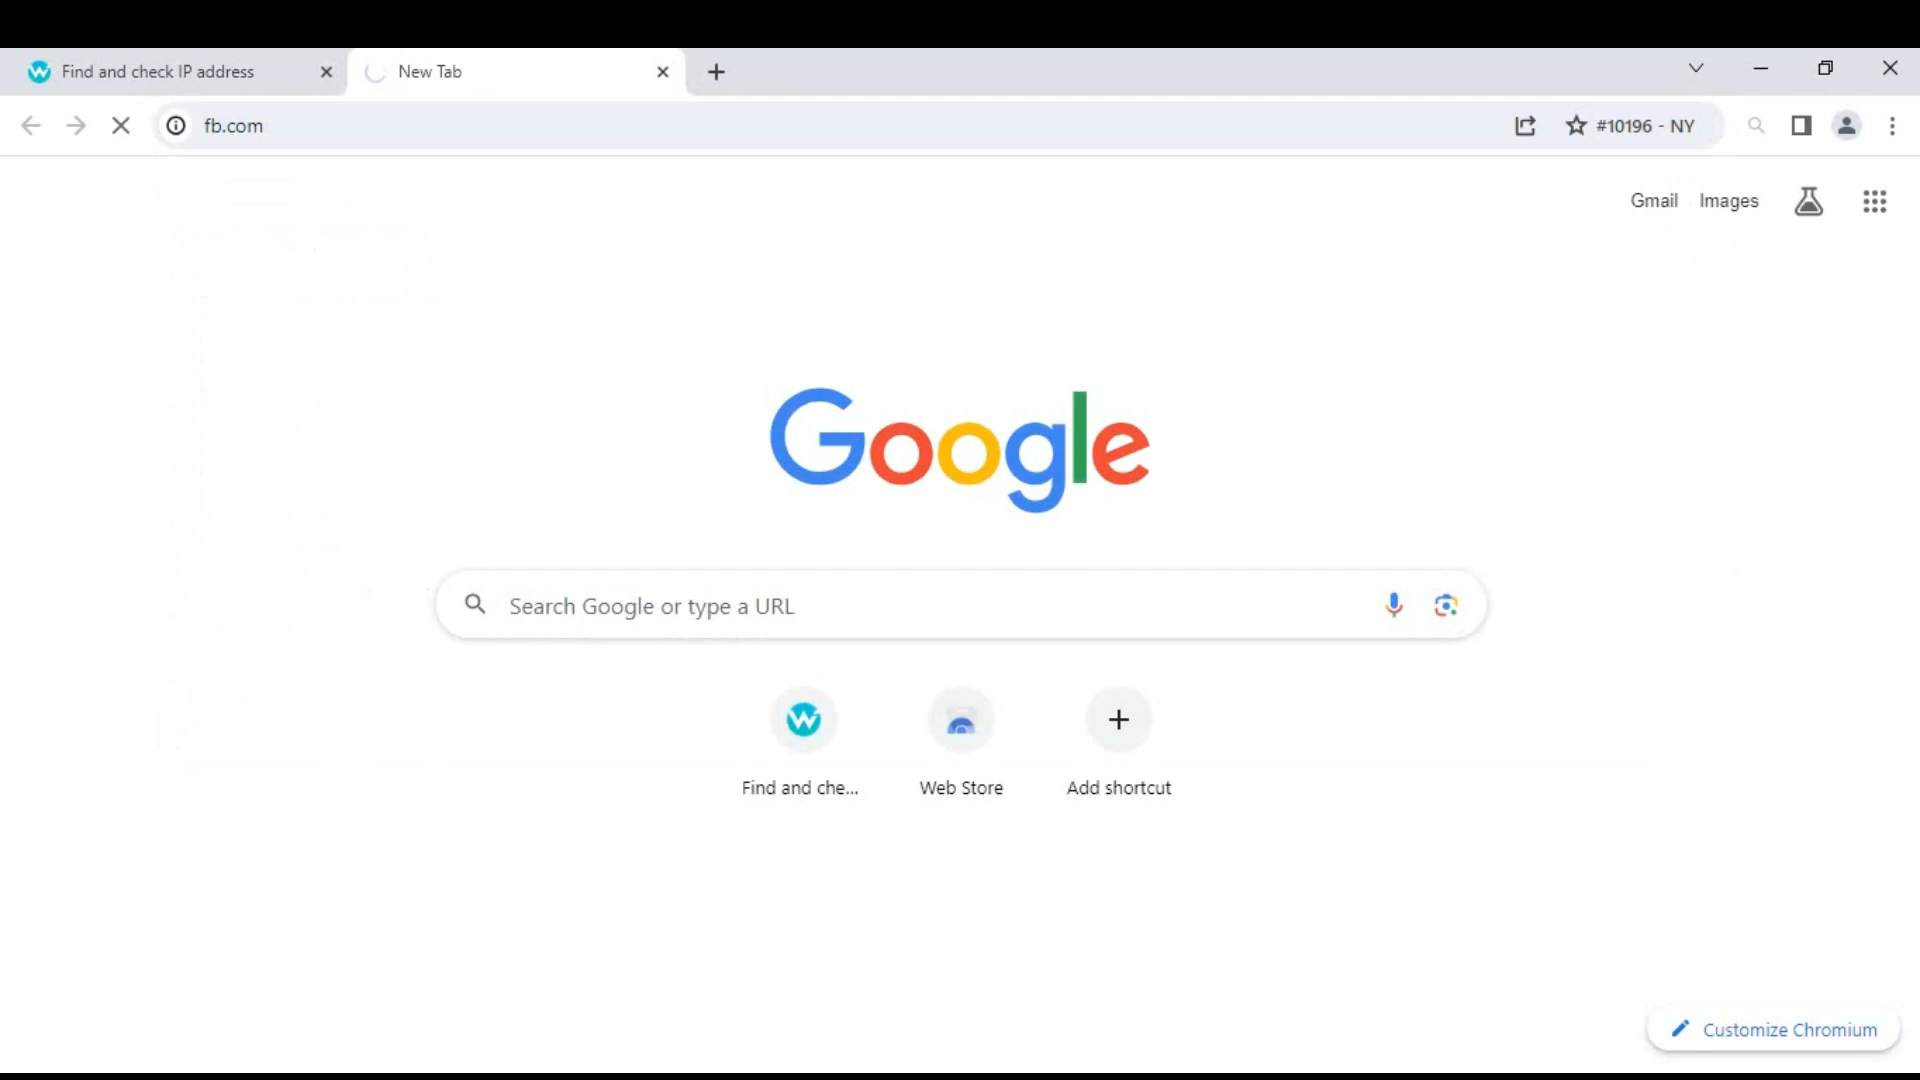 Find and check IP address
New Tab
fb.com
#10196 - NY
Gmail
Images
Google
Search Google or type a URL
Find and che...
Web Store
Add shortcut
Customize Chromium